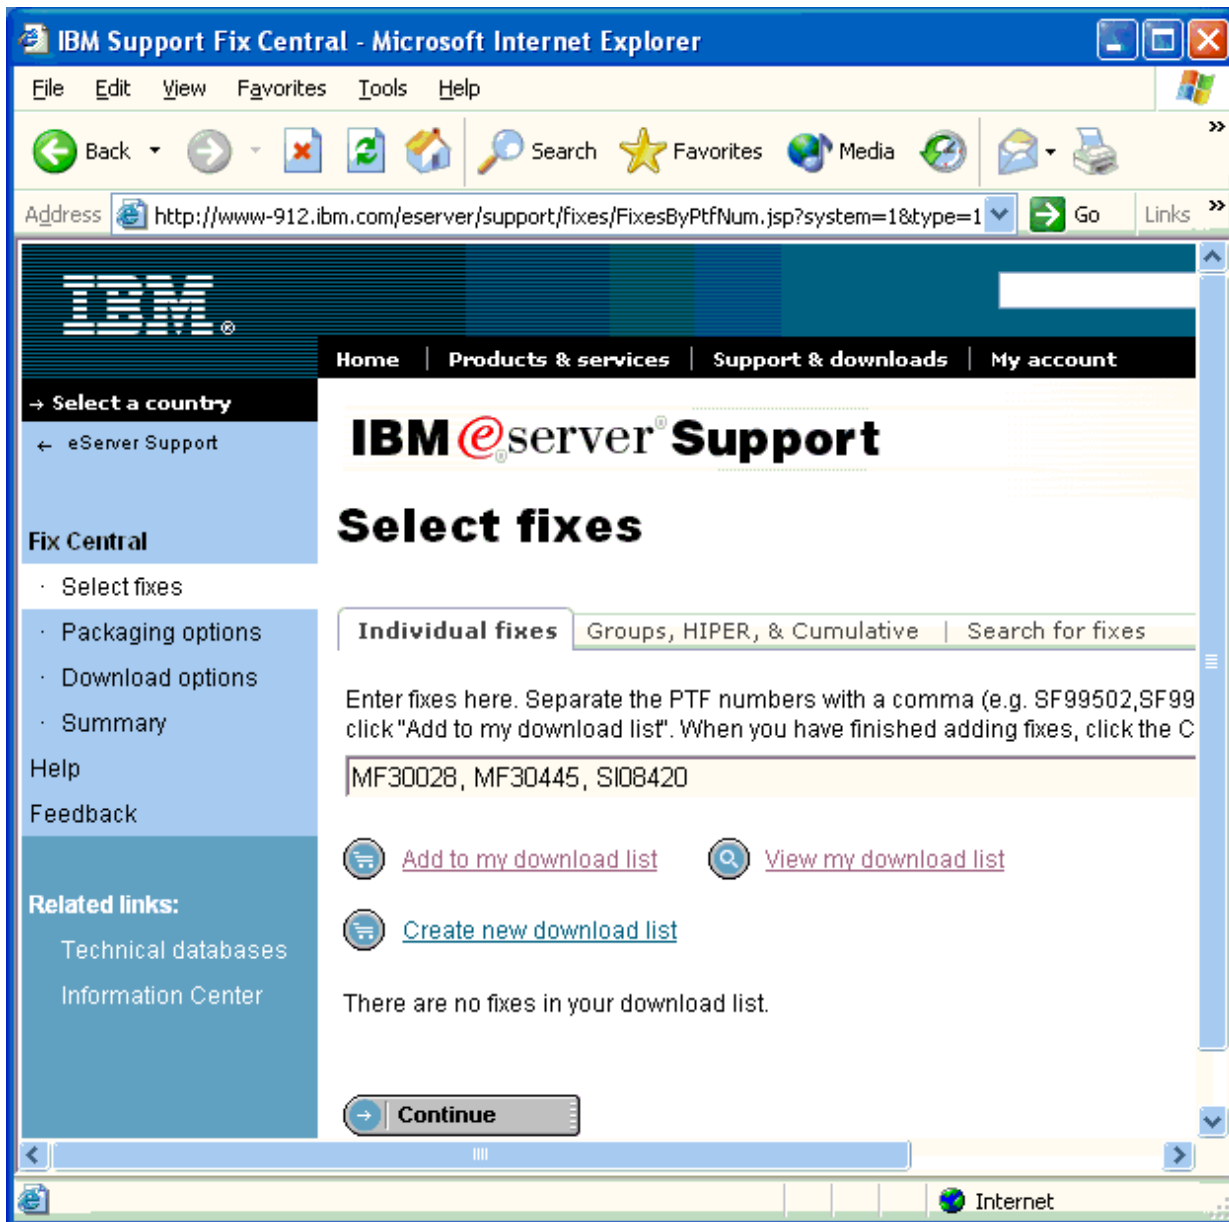 IBM Support Fix Central - Microsoft Internet Explorer
File Edit View Favorites Tools Help
Back Search Favorites Media
Address http://www-912.ibm.com/eserver/support/fixes/FixesByPtfNum.jsp?system=1&type=1 Go Links
IBM®
Home | Products & services | Support & downloads | My account
→ Select a country
← eServer Support
IBM @server® Support
Select fixes
Fix Central
· Select fixes
· Packaging options
· Download options
· Summary
Help
Feedback
Related links:
Technical databases
Information Center
Individual fixes Groups, HIPER, & Cumulative | Search for fixes
Enter fixes here. Separate the PTF numbers with a comma (e.g. SF99502,SF99
click "Add to my download list". When you have finished adding fixes, click the C
MF30028, MF30445, SI08420
Add to my download list View my download list
Create new download list
There are no fixes in your download list.
Continue
Internet